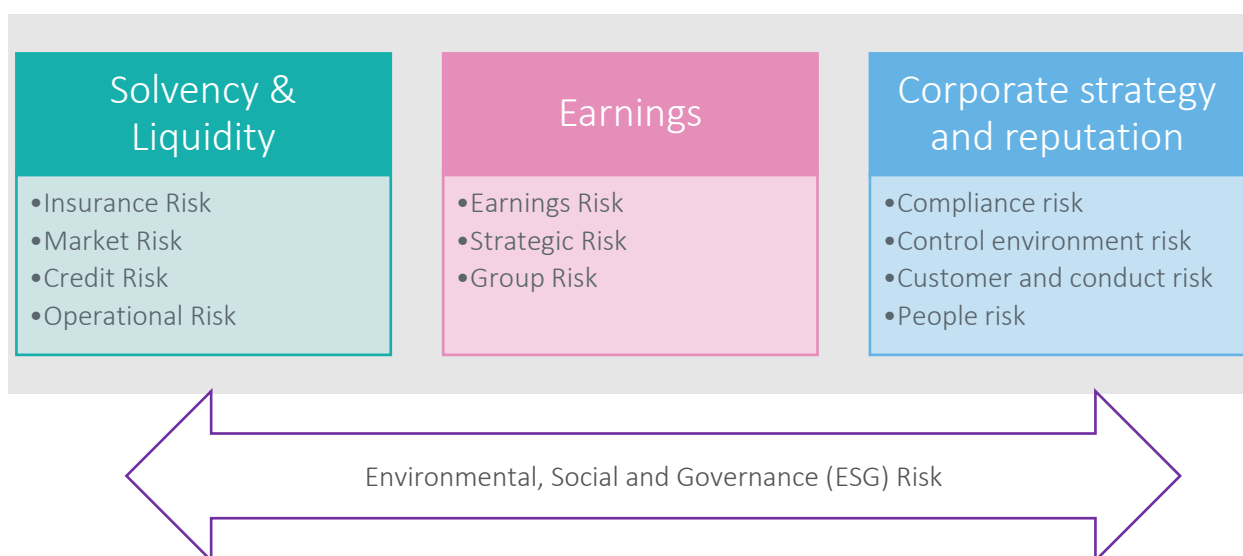 Solvency &
Liquidity
•Insurance Risk
•Market Risk
•Credit Risk
•Operational Risk
Earnings
•Earnings Risk
•Strategic Risk
•Group Risk
Corporate strategy
and reputation
•Compliance risk
•Control environment risk
•Customer and conduct risk
•People risk
Environmental, Social and Governance (ESG) Risk